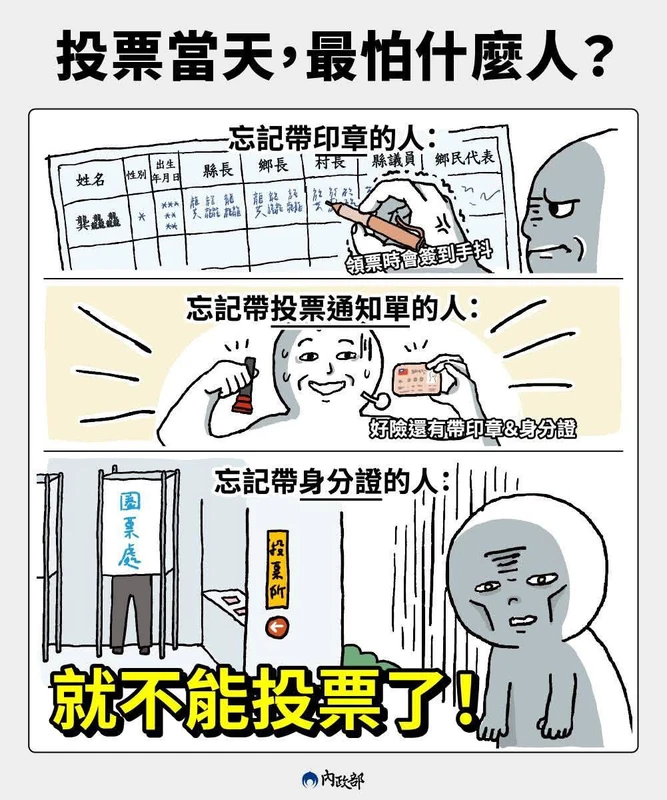 投票當天，最怕什麼人？
忘記帶印章的人：
姓名 性別 出生年月日 縣長 鄉長 村長 縣議員 鄉民代表
龔龘龘 * *** ** **
領票時會簽到手抖
忘記帶投票通知單的人：
好險還有帶印章&身分證
忘記帶身分證的人：
圈票處
投票所
就不能投票了！
內政部